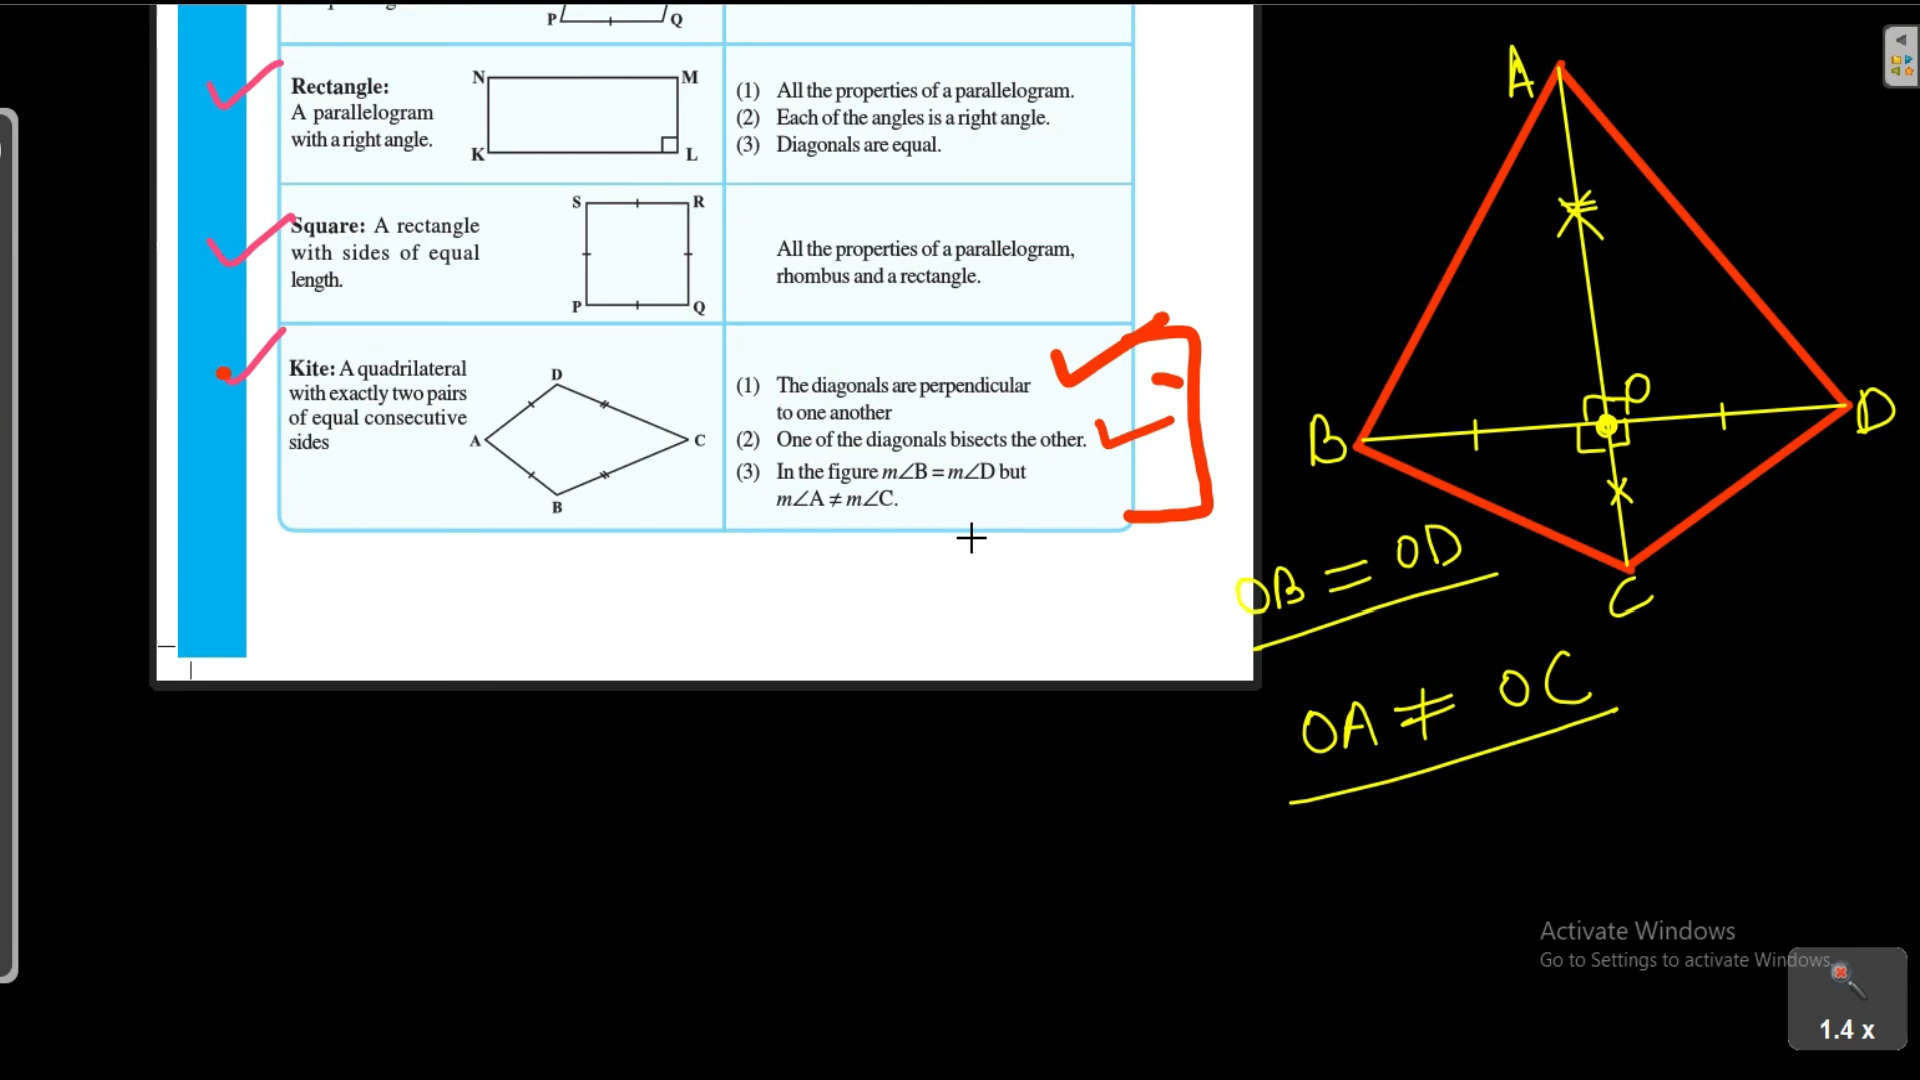 P Q
Rectangle:
A parallelogram
with a right angle.
N M
K L
(1) All the properties of a parallelogram.
(2) Each of the angles is a right angle.
(3) Diagonals are equal.
Square: A rectangle
with sides of equal
length.
S R
P Q
All the properties of a parallelogram,
rhombus and a rectangle.
Kite: A quadrilateral
with exactly two pairs
of equal consecutive
sides
D
A C
B
(1) The diagonals are perpendicular
to one another
(2) One of the diagonals bisects the other.
(3) In the figure m∠B = m∠D but
m∠A ≠ m∠C.
A
B O D
C
OB = OD
OA ≠ OC
Activate Windows
Go to Settings to activate Windows.
1.4 x